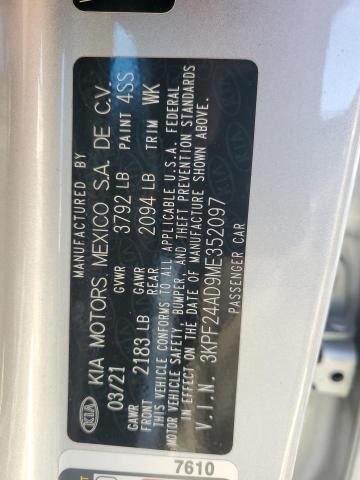 KIA
MANUFACTURED BY
KIA MOTORS MEXICO S.A. DE C.V.
03/21 GVWR 3792 LB PAINT 4SS
GAWR FRONT 2183 LB GAWR REAR 2094 LB TRIM WK
THIS VEHICLE CONFORMS TO ALL APPLICABLE U.S.A. FEDERAL
MOTOR VEHICLE SAFETY, BUMPER, AND THEFT PREVENTION STANDARDS
IN EFFECT ON THE DATE OF MANUFACTURE SHOWN ABOVE.
V.I.N. 3KPF24AD9ME352097
PASSENGER CAR
7610